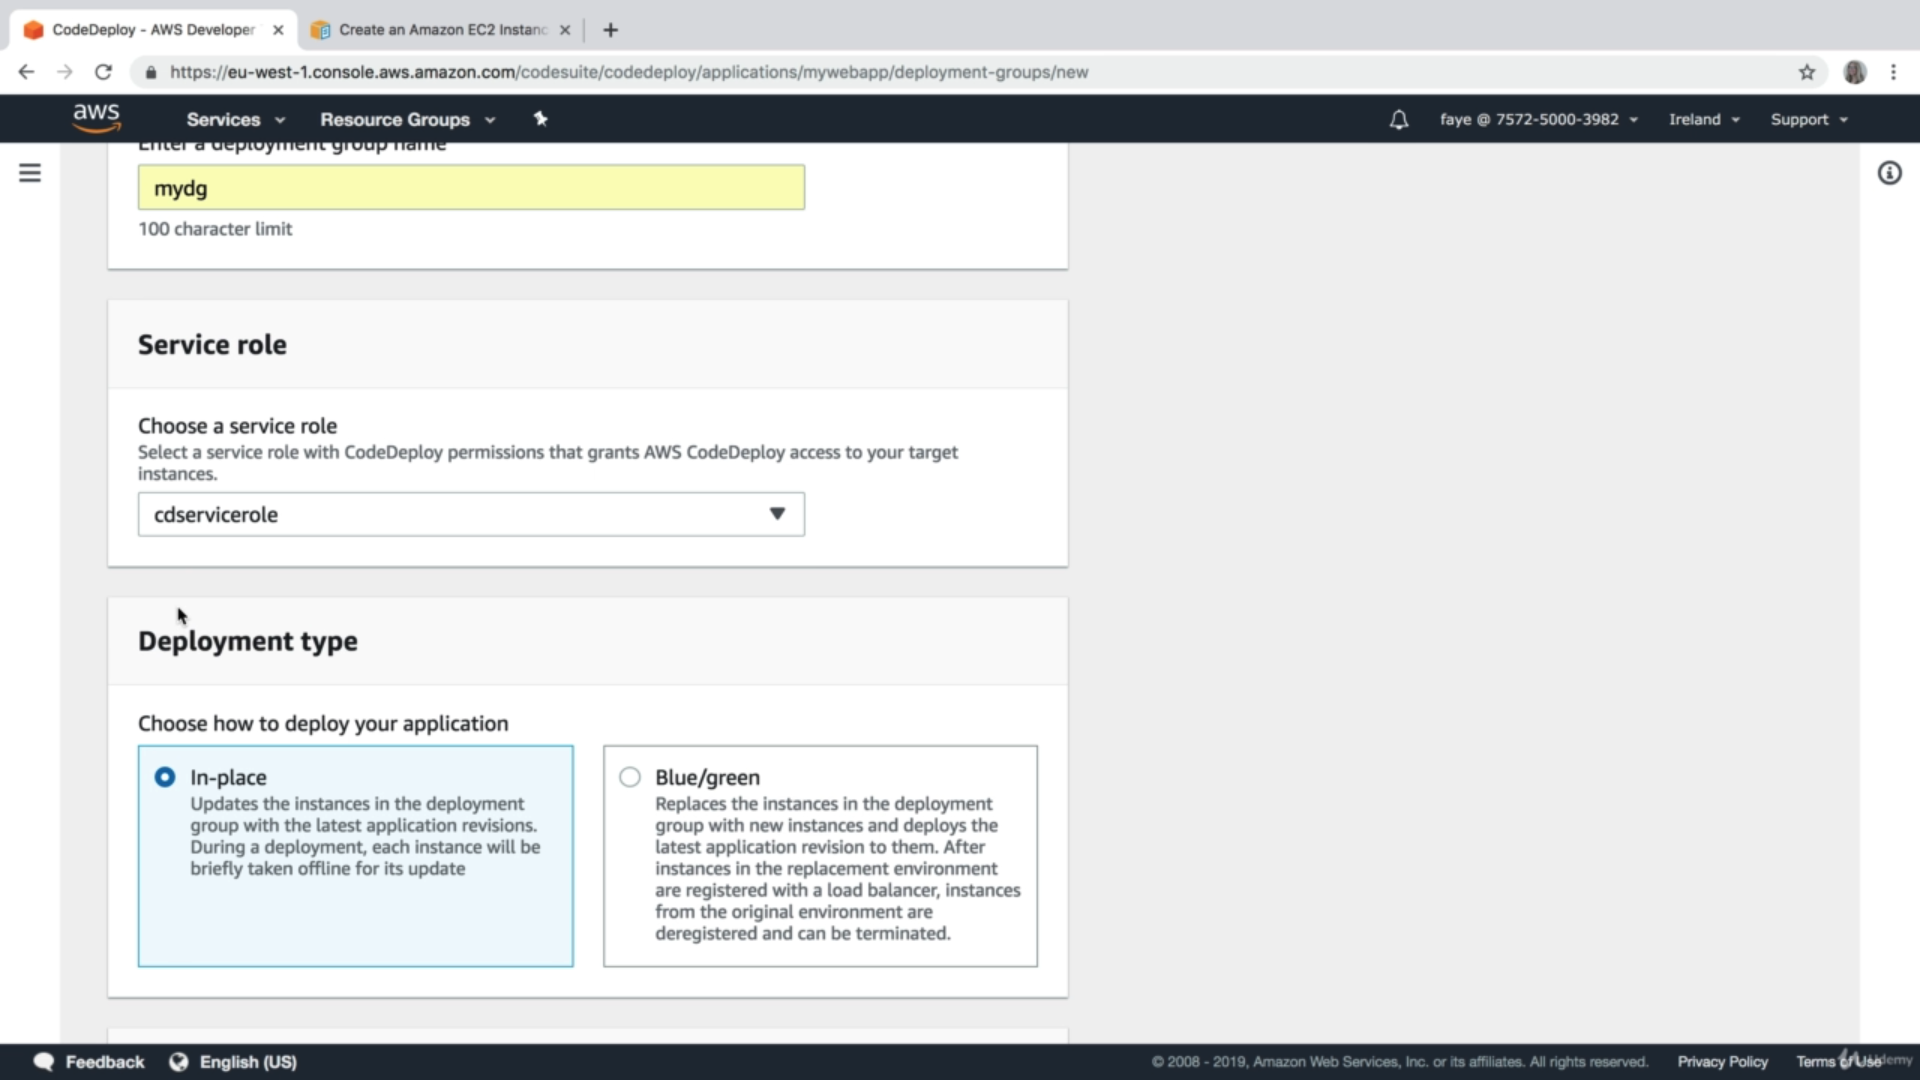 CodeDeploy - AWS Developer
Create an Amazon EC2 Instanc
https://eu-west-1.console.aws.amazon.com/codesuite/codedeploy/applications/mywebapp/deployment-groups/new
aws
Services
Resource Groups
faye @ 7572-5000-3982
Ireland
Support
Enter a deployment group name
mydg
100 character limit
Service role
Choose a service role
Select a service role with CodeDeploy permissions that grants AWS CodeDeploy access to your target
instances.
cdservicerole
Deployment type
Choose how to deploy your application
In-place
Updates the instances in the deployment
group with the latest application revisions.
During a deployment, each instance will be
briefly taken offline for its update
Blue/green
Replaces the instances in the deployment
group with new instances and deploys the
latest application revision to them. After
instances in the replacement environment
are registered with a load balancer, instances
from the original environment are
deregistered and can be terminated.
Feedback
English (US)
© 2008 - 2019, Amazon Web Services, Inc. or its affiliates. All rights reserved.
Privacy Policy
Terms of Use